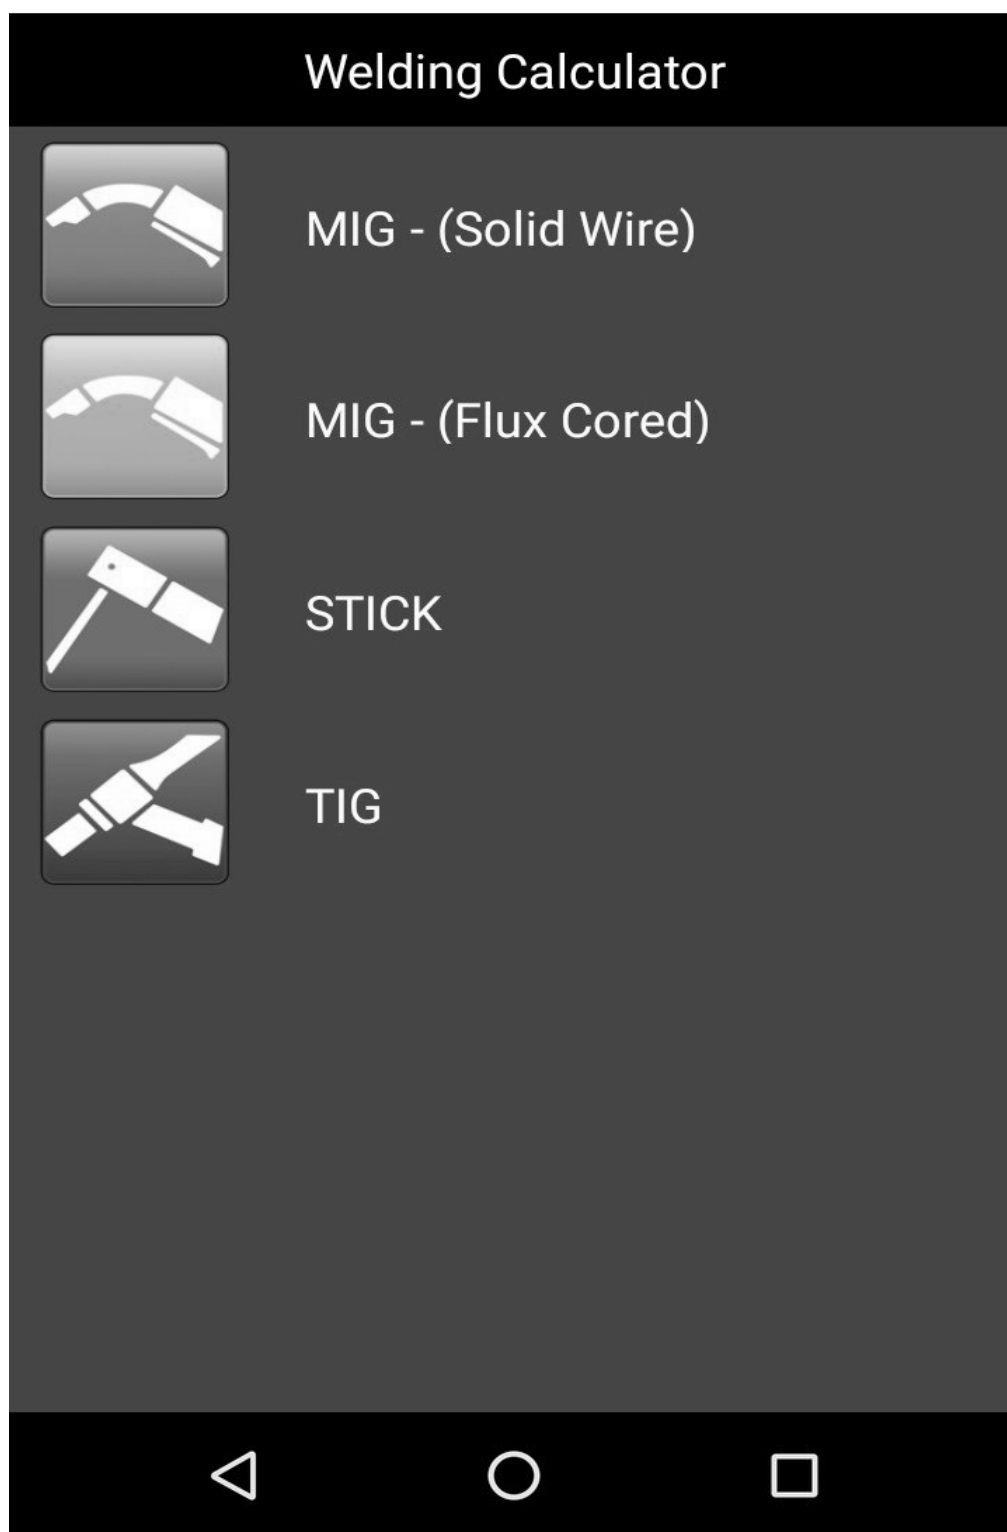 Welding Calculator
MIG - (Solid Wire)
MIG - (Flux Cored)
STICK
TIG